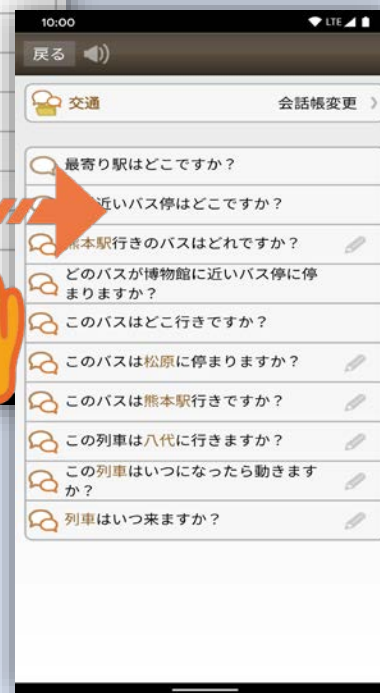 10:00 LTE
戻る
交通 会話帳変更
最寄り駅はどこですか？
近いバス停はどこですか？
熊本駅行きのバスはどれですか？
どのバスが博物館に近いバス停に停
まりますか？
このバスはどこ行きですか？
このバスは松原に停まりますか？
このバスは熊本駅行きですか？
この列車は八代に行きますか？
この列車はいつになったら動きます
か？
列車はいつ来ますか？